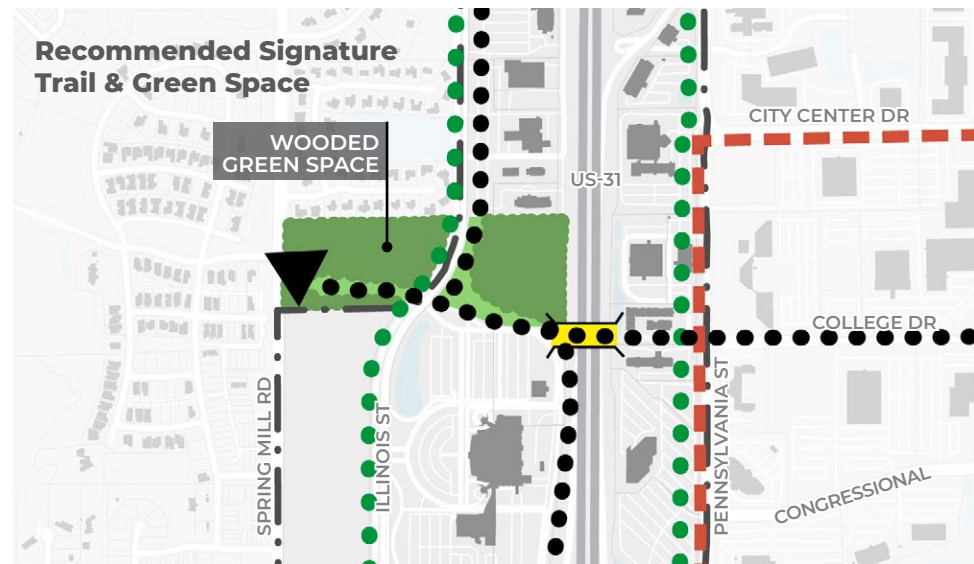 Recommended Signature
Trail & Green Space
WOODED
GREEN SPACE
CITY CENTER DR
US-31
COLLEGE DR
SPRING MILL RD
ILLINOIS ST
PENNSYLVANIA ST
CONGRESSIONAL